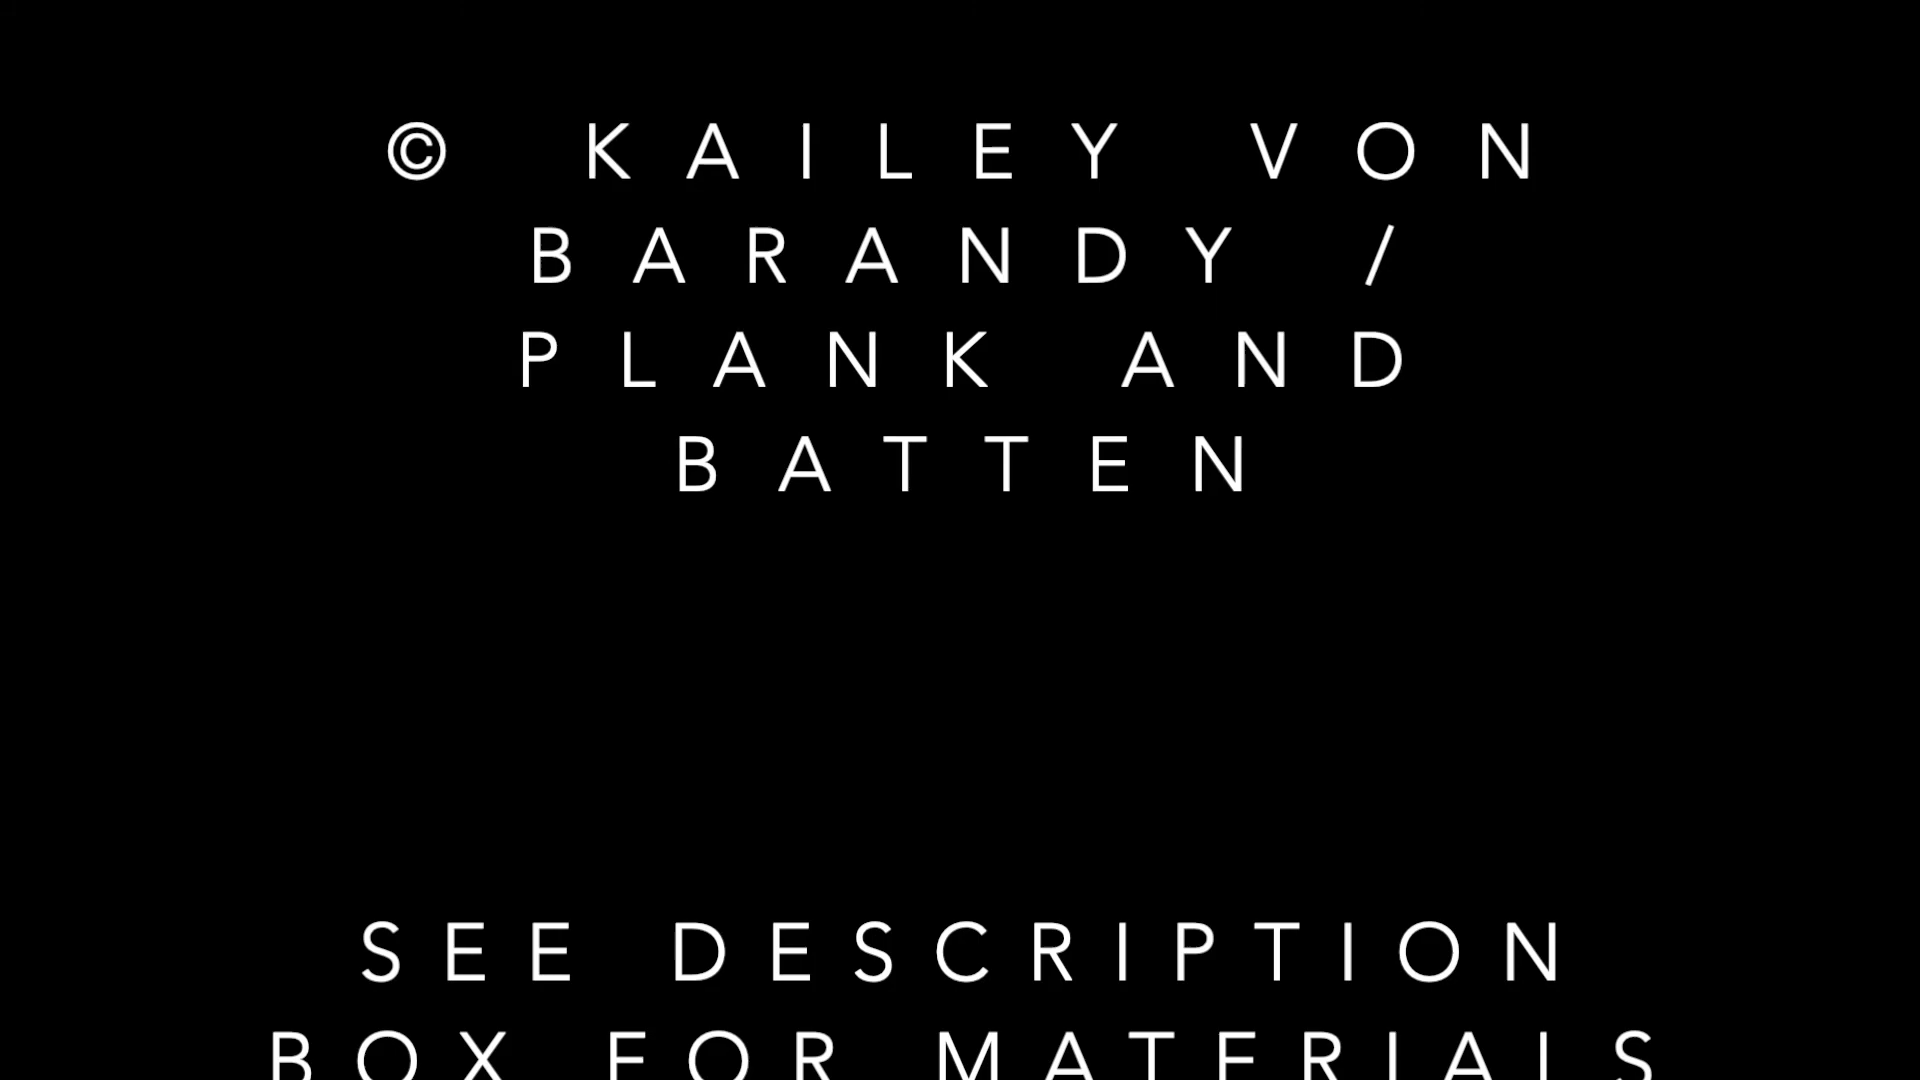 © KAILEY VON
BARANDY /
PLANK AND
BATTEN
SEE DESCRIPTION
BOX FOR MATERIALS